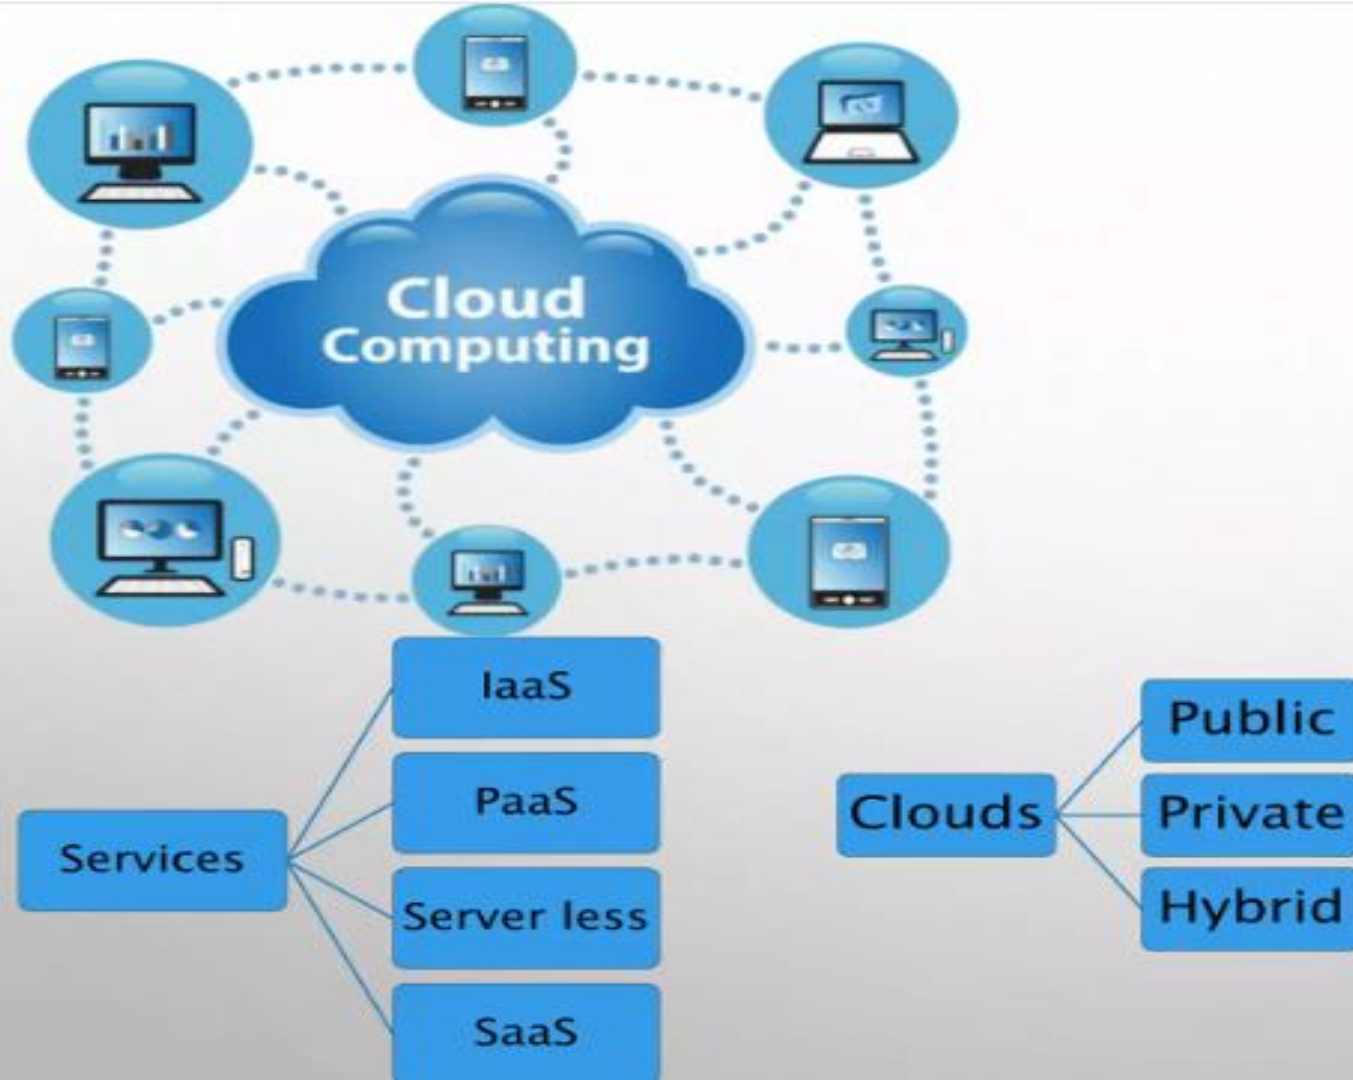 Cloud
Computing
IaaS
PaaS
Services
Server less
SaaS
Public
Clouds
Private
Hybrid